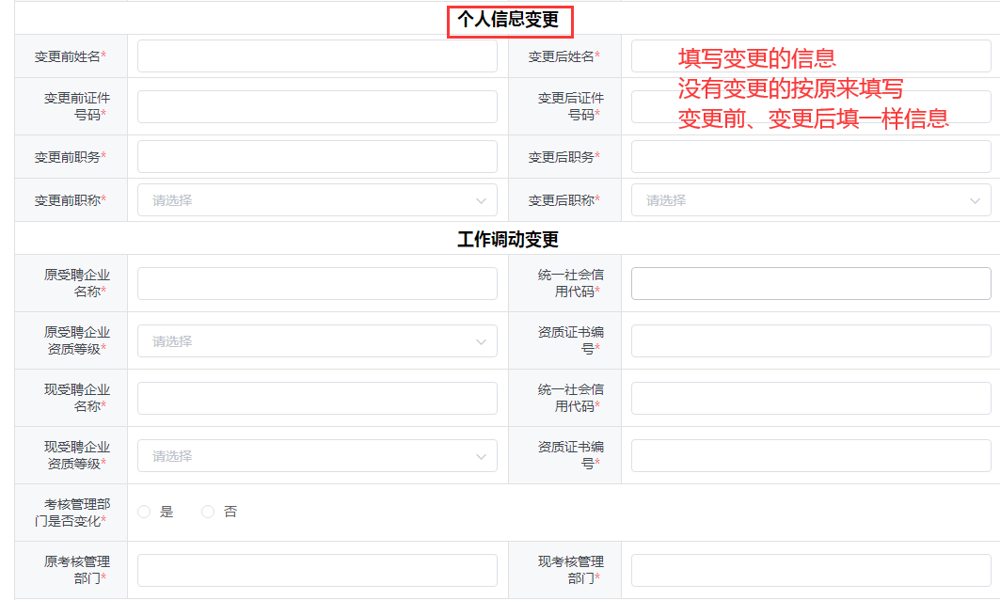 个人信息变更
变更前姓名*
变更后姓名*
填写变更的信息
没有变更的按原来填写
变更前、变更后填一样信息
变更前证件
号码*
变更后证件
号码*
变更前职务*
变更后职务*
变更前职称*
请选择
变更后职称*
请选择
工作调动变更
原受聘企业
名称*
统一社会信
用代码*
原受聘企业
资质等级*
请选择
资质证书编
号*
现受聘企业
名称*
统一社会信
用代码*
现受聘企业
资质等级*
请选择
资质证书编
号*
考核管理部
门是否变化*
是
否
原考核管理
部门*
现考核管理
部门*